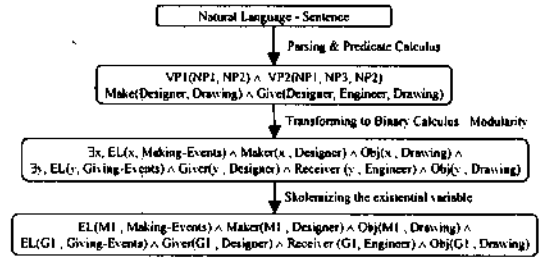 Natural Language - Sentence
Parsing & Predicate Calculus
VP1(NP1, NP2) ∧ VP2(NP1, NP3, NP2)
Make(Designer, Drawing) ∧ Give(Designer, Engineer, Drawing)
Transforming to Binary Calculus Modularity
∃x, EL(x, Making-Events) ∧ Maker(x , Designer) ∧ Obj(x , Drawing) ∧
∃y, EL(y, Giving-Events) ∧ Giver(y , Designer) ∧ Receiver (y , Engineer) ∧ Obj(y , Drawing)
Skolemizing the existential variable
EL(M1 , Making-Events) ∧ Maker(M1 , Designer) ∧ Obj(M1 , Drawing) ∧
EL(G1 , Giving-Events) ∧ Giver(G1 , Designer) ∧ Receiver (G1, Engineer) ∧ Obj(G1 , Drawing)